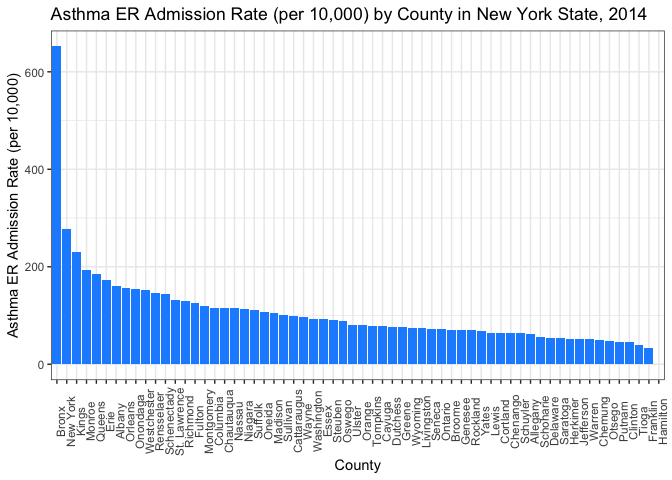 Asthma ER Admission Rate (per 10,000) by County in New York State, 2014
Asthma ER Admission Rate (per 10,000)
600
400
200
0
Bronx
New York
Kings
Monroe
Queens
Erie
Albany
Orleans
Onondaga
Westchester
Rensselaer
Schenectady
St. Lawrence
Richmond
Fulton
Montgomery
Columbia
Chautauqua
Nassau
Niagara
Suffolk
Oneida
Madison
Sullivan
Cattaraugus
Wayne
Washington
Essex
Steuben
Oswego
Ulster
Orange
Tompkins
Cayuga
Dutchess
Greene
Wyoming
Livingston
Seneca
Ontario
Broome
Genesee
Rockland
Yates
Lewis
Cortland
Chenango
Schuyler
Allegany
Schoharie
Delaware
Saratoga
Herkimer
Jefferson
Warren
Chemung
Otsego
Putnam
Clinton
Tioga
Franklin
Hamilton
County